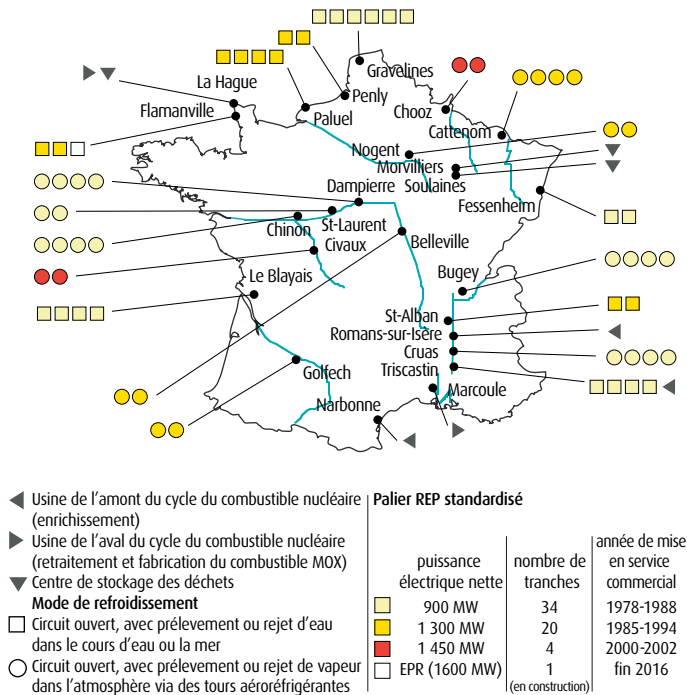 Gravelines
La Hague
Penly
Chooz
Flamanville
Paluel
Cattenom
Nogent
Morvilliers
Dampierre
Soulaines
Fessenheim
Chinon
St-Laurent
Civaux
Belleville
Le Blayais
Bugey
St-Alban
Romans-sur-Isère
Cruas
Golfech
Triscastin
Narbonne
Marcoule
Usine de l'amont du cycle du combustible nucléaire
(enrichissement)
Usine de l'aval du cycle du combustible nucléaire
(retraitement et fabrication du combustible MOX)
Centre de stockage des déchets
Mode de refroidissement
Circuit ouvert, avec prélevement ou rejet d'eau
dans le cours d'eau ou la mer
Circuit ouvert, avec prélevement ou rejet de vapeur
dans l'atmosphère via des tours aéroréfrigérantes
Palier REP standardisé
puissance
électrique nette
nombre de
tranches
année de mise
en service
commercial
900 MW 34 1978-1988
1 300 MW 20 1985-1994
1 450 MW 4 2000-2002
EPR (1600 MW) 1 fin 2016
(en construction)